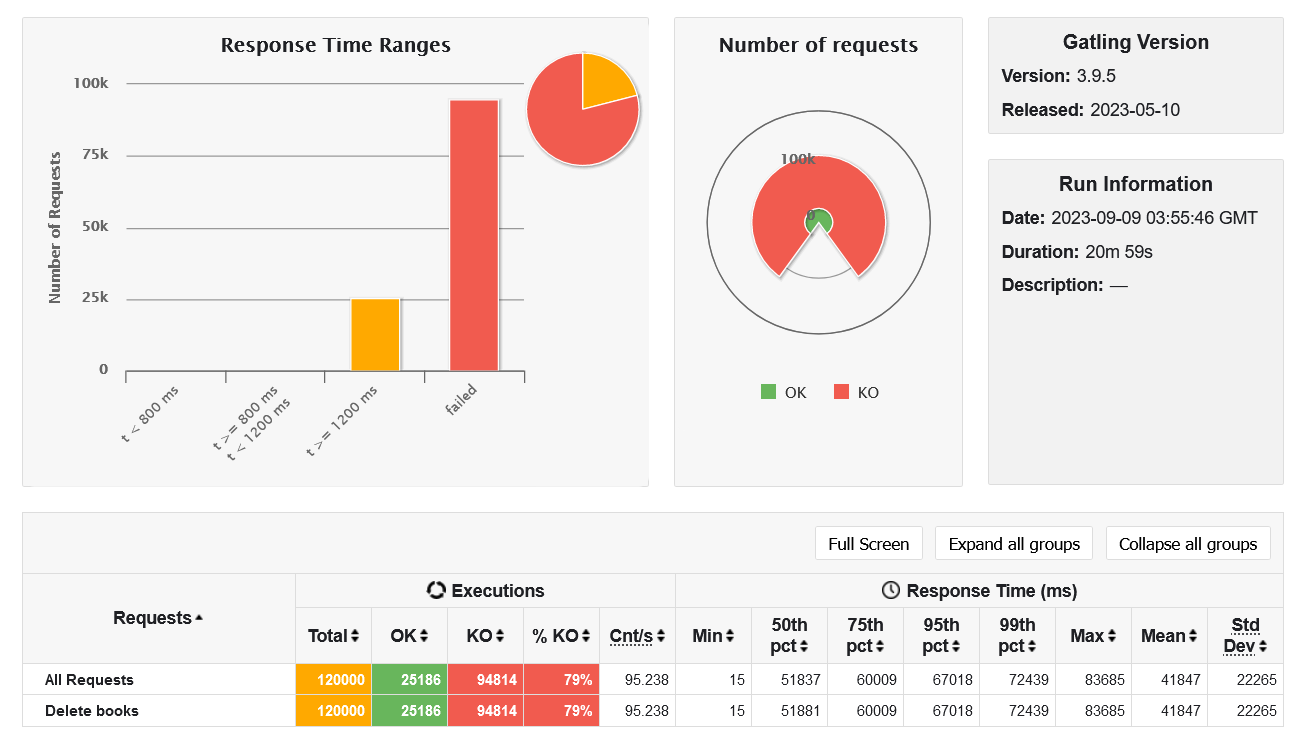 Response Time Ranges
Number of Requests
100k
75k
50k
25k
0
t < 800 ms
t >= 800 ms
t < 1200 ms
t >= 1200 ms
failed
Number of requests
100k
0
OK
KO
Gatling Version
Version: 3.9.5
Released: 2023-05-10
Run Information
Date: 2023-09-09 03:55:46 GMT
Duration: 20m 59s
Description: —
Full Screen Expand all groups Collapse all groups
Requests Executions Response Time (ms)
Total OK KO % KO Cnt/s Min 50th pct 75th pct 95th pct 99th pct Max Mean Std Dev
All Requests 120000 25186 94814 79% 95.238 15 51837 60009 67018 72439 83685 41847 22265
Delete books 120000 25186 94814 79% 95.238 15 51881 60009 67018 72439 83685 41847 22265